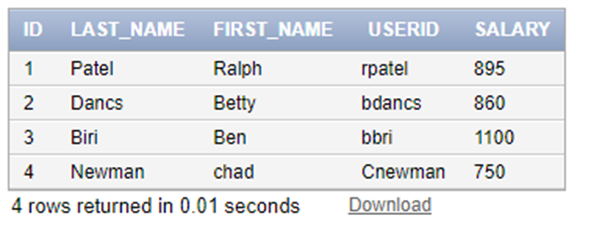 ID LAST_NAME FIRST_NAME USERID SALARY
1 Patel Ralph rpatel 895
2 Dancs Betty bdancs 860
3 Biri Ben bbri 1100
4 Newman chad Cnewman 750
4 rows returned in 0.01 seconds Download